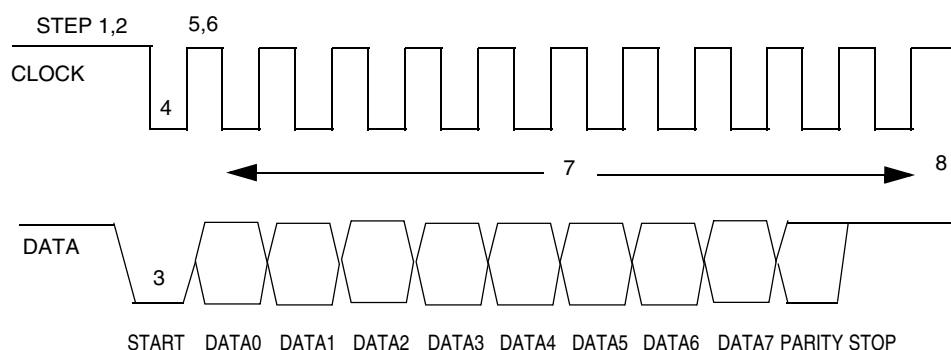 STEP 1,2 5,6
CLOCK
4
7
8
DATA
3
START DATA0 DATA1 DATA2 DATA3 DATA4 DATA5 DATA6 DATA7 PARITY STOP